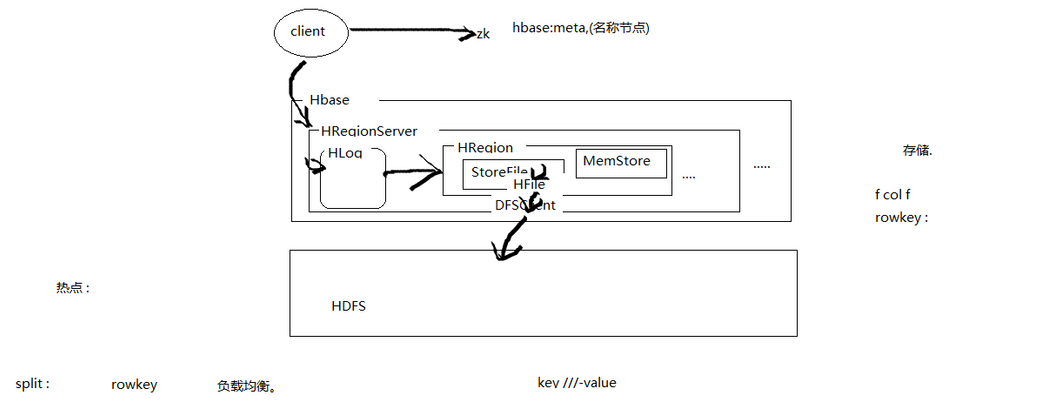 client
zk
hbase:meta,(名称节点)
Hbase
HRegionServer
HLog
HRegion
MemStore
StoreFile
HFile
DFSClient
....
.....
存储.
f col f
rowkey :
热点 :
HDFS
split : rowkey 负载均衡。 key ///-value